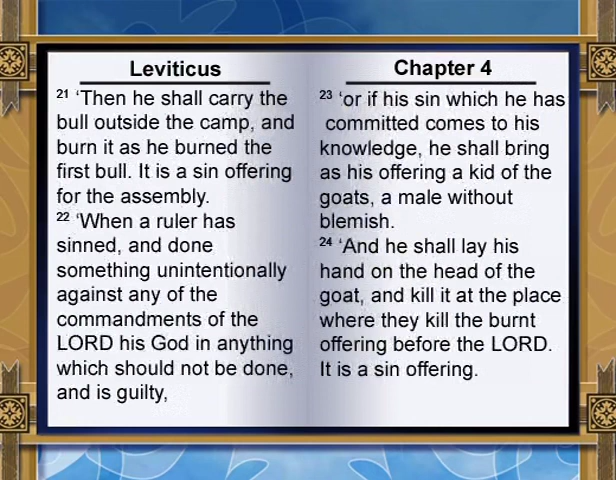 Leviticus
21 ‘Then he shall carry the
bull outside the camp, and
burn it as he burned the
first bull. It is a sin offering
for the assembly.
22 ‘When a ruler has
sinned, and done
something unintentionally
against any of the
commandments of the
LORD his God in anything
which should not be done,
and is guilty,
Chapter 4
23 ‘or if his sin which he has
committed comes to his
knowledge, he shall bring
as his offering a kid of the
goats, a male without
blemish.
24 ‘And he shall lay his
hand on the head of the
goat, and kill it at the place
where they kill the burnt
offering before the LORD.
It is a sin offering.